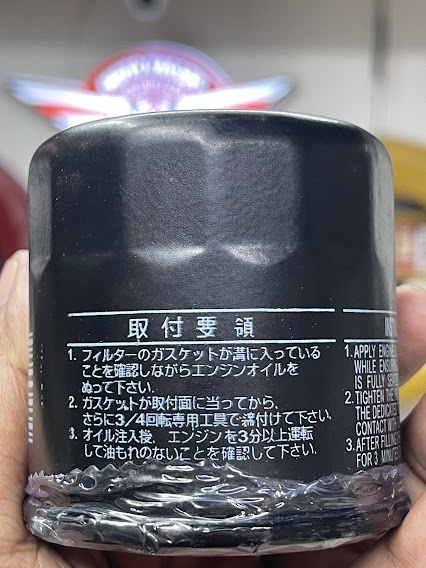 取付要領
1. フィルターのガスケットが溝に入っている
ことを確認しながらエンジンオイルを
ぬって下さい.
2. ガスケットが取付面に当ってから,
さらに3/4回転専用工具で締付けて下さい.
3. オイル注入後, エンジンを3分以上運転
して油もれのないことを確認して下さい.
1. APPLY
WHILE
IS FULLY
2. TIGHTEN THE
THE DEDICATED
CONTACT WITH
3. AFTER FILLING
FOR 3 MINUTES